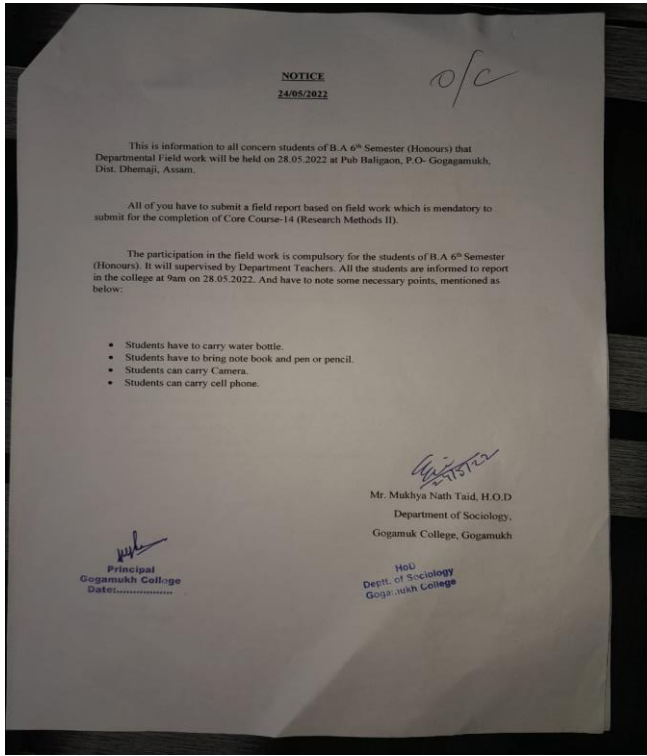 NOTICE
O/C
24/05/2022
This is information to all concern students of B.A 6th Semester (Honours) that
Departmental Field work will be held on 28.05.2022 at Pub Baligaon, P.O- Gogagamukh,
Dist. Dhemaji, Assam.
All of you have to submit a field report based on field work which is mendatory to
submit for the completion of Core Course-14 (Research Methods II).
The participation in the field work is compulsory for the students of B.A 6th Semester
(Honours). It will supervised by Department Teachers. All the students are informed to report
in the college at 9am on 28.05.2022. And have to note some necessary points, mentioned as
below:
• Students have to carry water bottle.
• Students have to bring note book and pen or pencil.
• Students can carry Camera.
• Students can carry cell phone.
24/5/22
Mr. Mukhya Nath Taid, H.O.D
Department of Sociology,
Gogamuk College, Gogamukh
Principal
Gogamukh College
Date:.................
HoD
Deptt. of Sociology
Gogamukh College